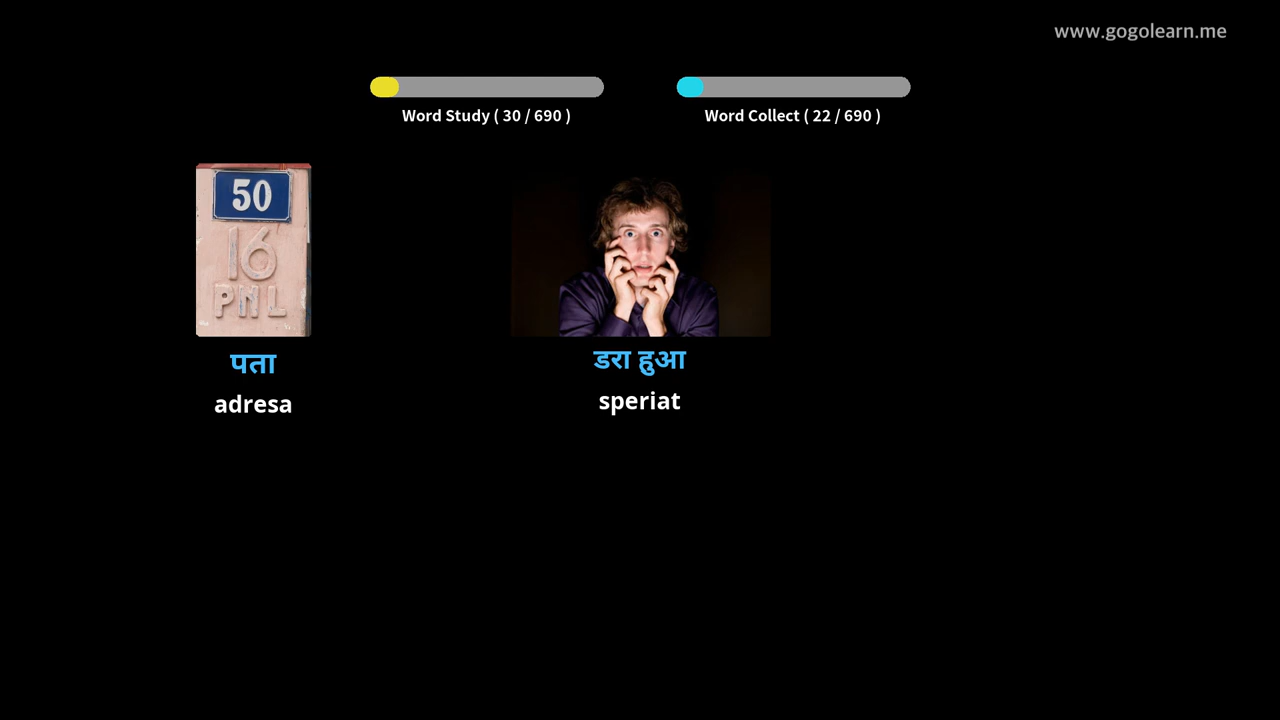 www.gogolearn.me
Word Study ( 30 / 690 )
Word Collect ( 22 / 690 )
50
16
PNL
पता
adresa
डरा हुआ
speriat